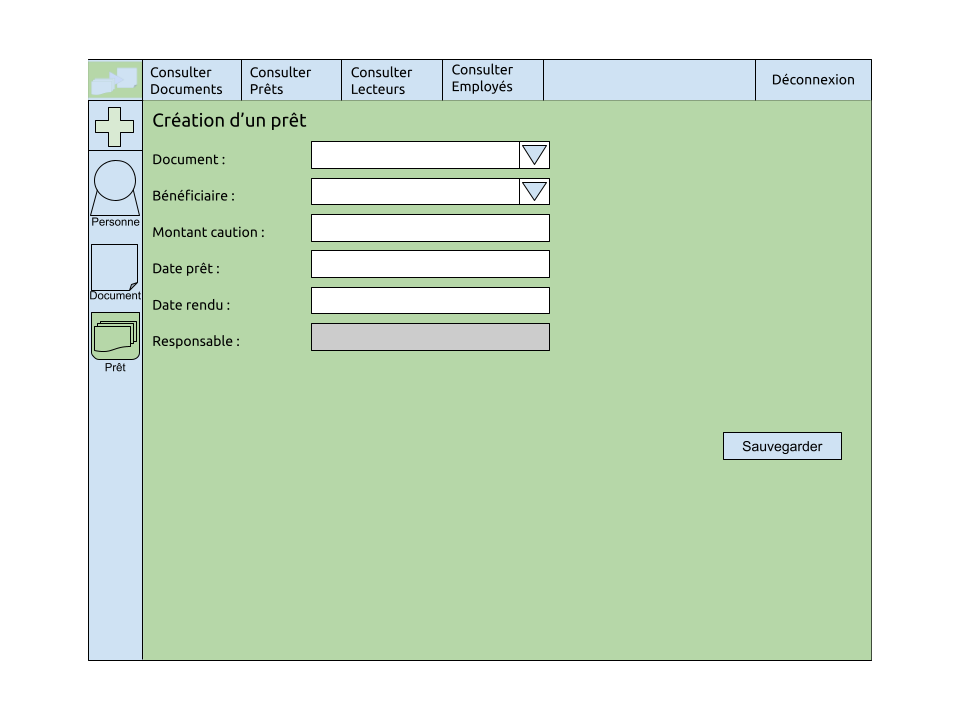 Consulter
Documents
Consulter
Prêts
Consulter
Lecteurs
Consulter
Employés
Déconnexion
Création d’un prêt
Document :
Bénéficiaire :
Montant caution :
Date prêt :
Date rendu :
Responsable :
Personne
Document
Prêt
Sauvegarder